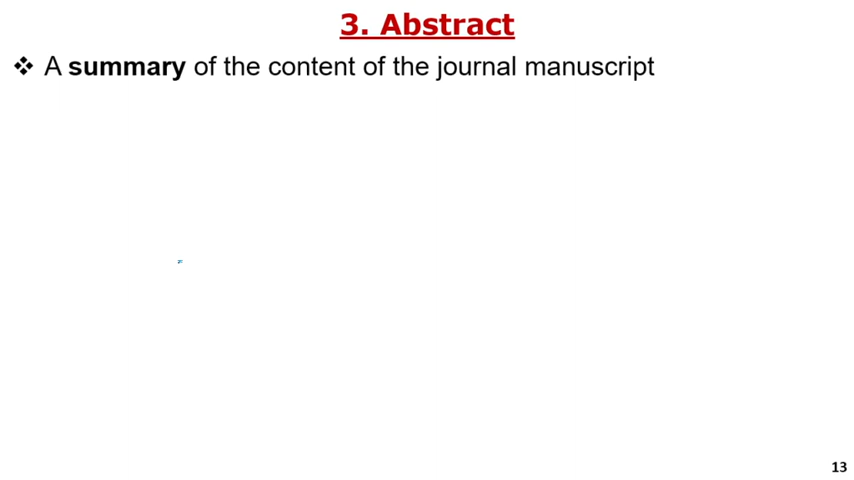 3. Abstract
❖ A summary of the content of the journal manuscript
13